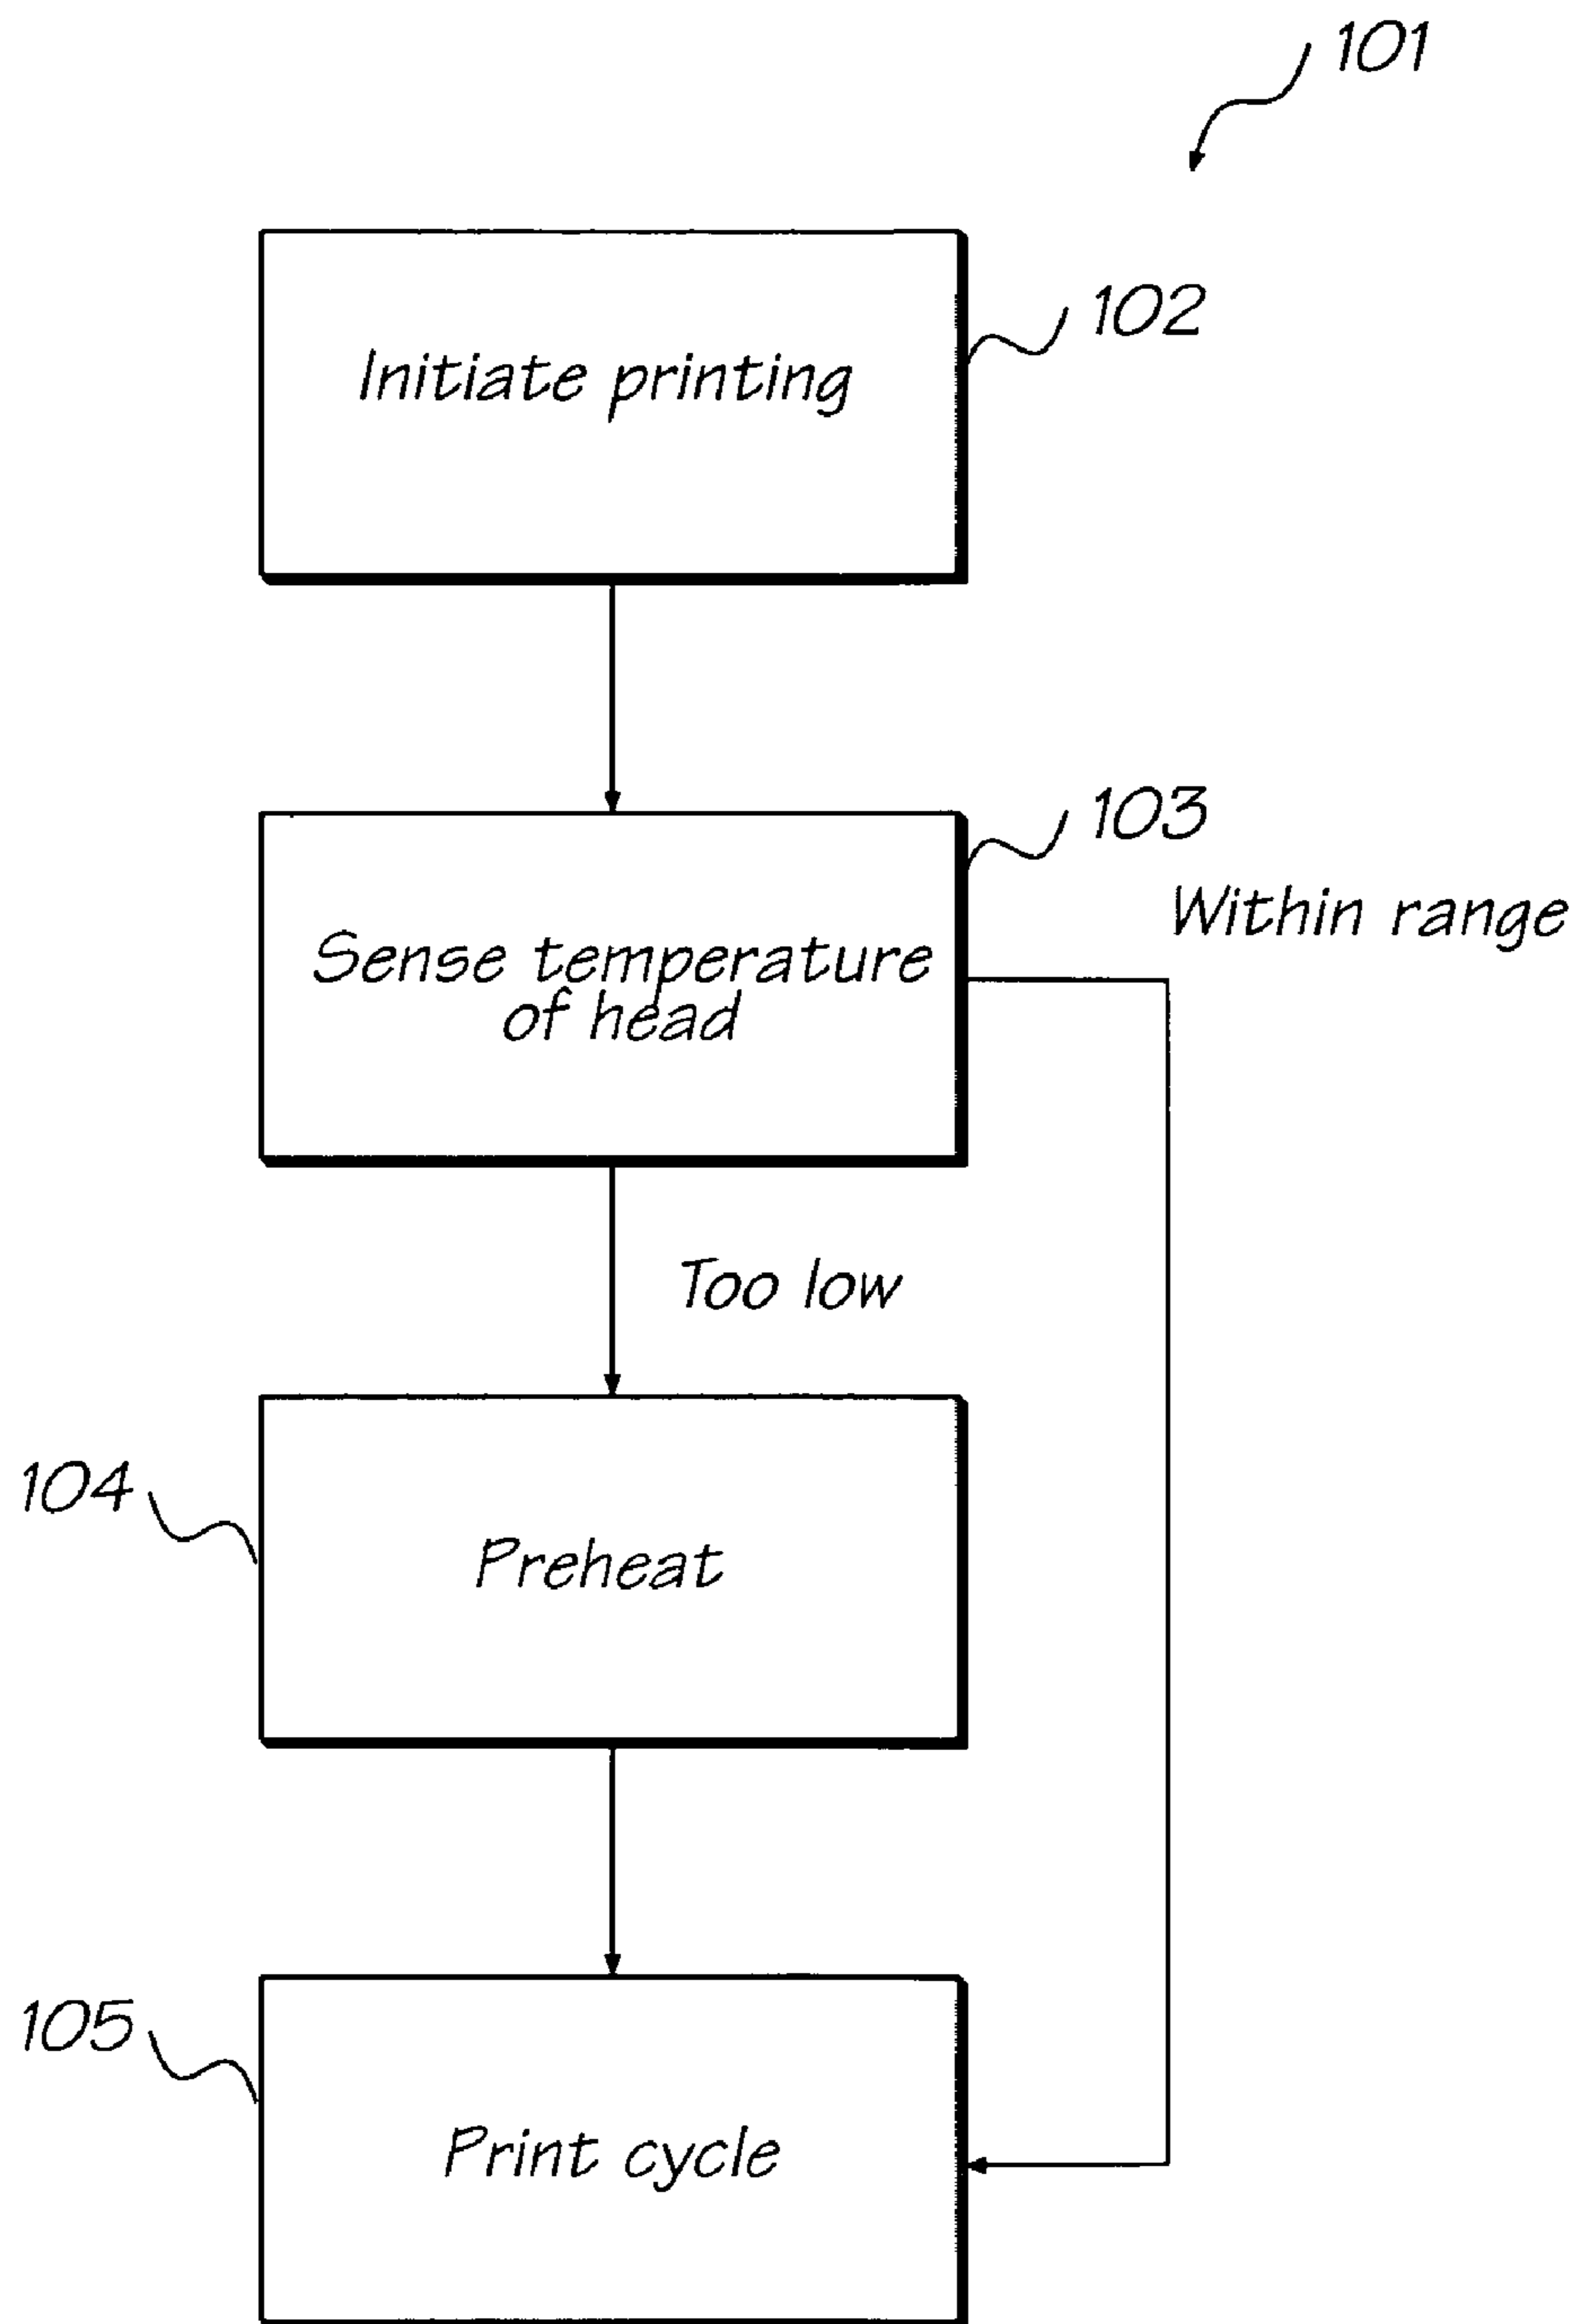 101
102
Initiate printing
103
Within range
Sense temperature
of head
Too low
104
Preheat
105
Print cycle